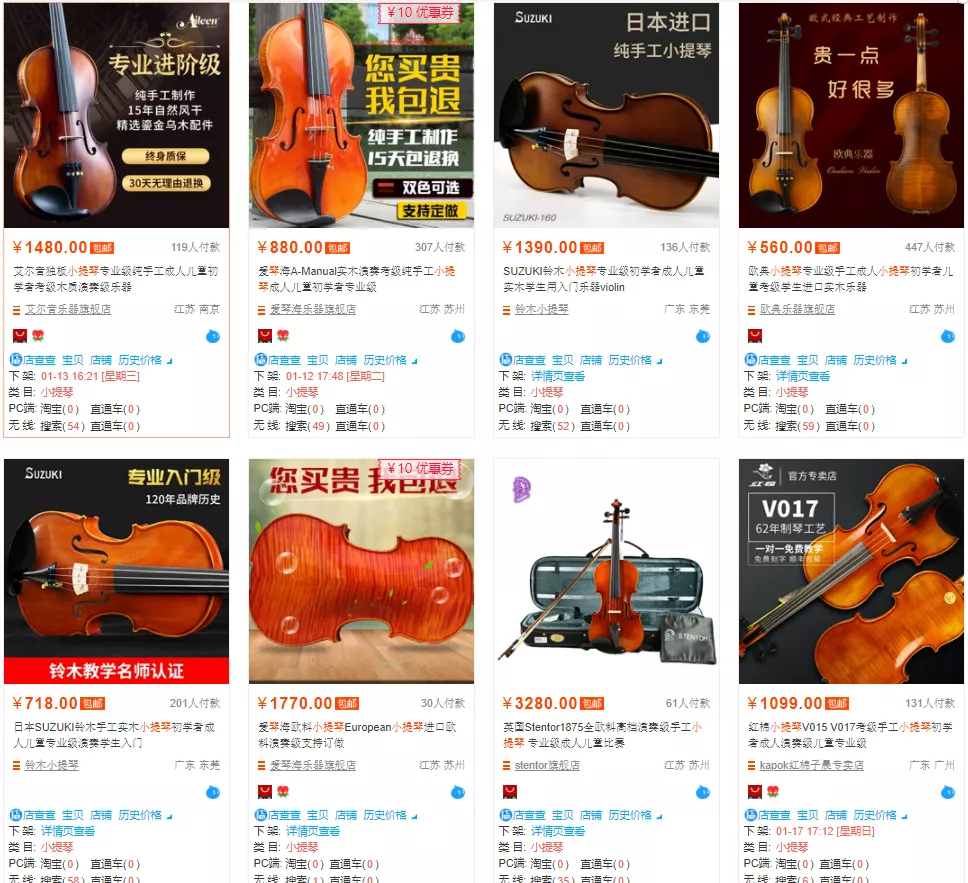 Aileen
专业进阶级
纯手工制作
15年自然风干
精选鎏金乌木配件
终身质保
30天无理由退换
￥1480.00 包邮 119人付款
艾尔音独板小提琴专业级纯手工成人儿童初
学者考级木质演奏级乐器
艾尔音乐器旗舰店 江苏 南京
店查查 宝贝 店铺 历史价格
下 架: 01-13 16:21 [星期三]
类 目: 小提琴
PC端: 淘宝(0) 直通车(0)
无 线: 搜索(54) 直通车(0)
￥10 优惠券
您买贵
我包退
纯手工制作
15天包退换
双色可选
支持定做
￥880.00 包邮 307人付款
爱琴海A-Manual实木演奏考级纯手工小提
琴成人儿童初学者专业级
爱琴海乐器旗舰店 江苏 苏州
店查查 宝贝 店铺 历史价格
下 架: 01-12 17:48 [星期二]
类 目: 小提琴
PC端: 淘宝(0) 直通车(0)
无 线: 搜索(49) 直通车(0)
SUZUKI
日本进口
纯手工小提琴
SUZUKI-160
￥1390.00 包邮 136人付款
SUZUKI铃木小提琴专业级初学者成人儿童
实木学生用入门乐器violin
铃木小提琴 广东 东莞
店查查 宝贝 店铺 历史价格
下 架: 详情页查看
类 目: 小提琴
PC端: 淘宝(0) 直通车(0)
无 线: 搜索(52) 直通车(0)
欧式经典工艺制作
贵一点
好很多
欧典乐器
￥560.00 包邮 447人付款
欧典小提琴专业级手工成人小提琴初学者儿
童考级学生进口实木乐器
欧典乐器旗舰店 江苏 苏州
店查查 宝贝 店铺 历史价格
下 架: 详情页查看
类 目: 小提琴
PC端: 淘宝(0) 直通车(0)
无 线: 搜索(59) 直通车(0)
SUZUKI
专业入门级
120年品牌历史
铃木教学名师认证
￥718.00 包邮 201人付款
日本SUZUKI铃木手工实木小提琴初学者成
人儿童专业级演奏学生入门
铃木小提琴 广东 东莞
店查查 宝贝 店铺 历史价格
下 架: 详情页查看
类 目: 小提琴
PC端: 淘宝(0) 直通车(0)
无 线: 搜索(58) 直通车(0)
￥10 优惠券
您买贵 我包退
￥1770.00 包邮 30人付款
爱琴海欧料小提琴European小提琴进口欧
料演奏级支持订做
爱琴海乐器旗舰店 江苏 苏州
店查查 宝贝 店铺 历史价格
下 架: 详情页查看
类 目: 小提琴
PC端: 淘宝(0) 直通车(0)
无 线: 搜索(1) 直通车(0)
STENTOR
￥3280.00 包邮 61人付款
英国Stentor1875全欧料高档演奏级手工小
提琴 专业级成人儿童比赛
stentor旗舰店 江苏 苏州
店查查 宝贝 店铺 历史价格
下 架: 详情页查看
类 目: 小提琴
PC端: 淘宝(0) 直通车(0)
无 线: 搜索(35) 直通车(0)
红棉 官方专卖店
V017
62年制琴工艺
一对一免费教学
免费刻字 顺丰包邮
￥1099.00 包邮 131人付款
红棉小提琴V015 V017考级手工小提琴初学
者成人演奏级儿童专业级
kapok红棉子晨专卖店 广东 广州
店查查 宝贝 店铺 历史价格
下 架: 01-17 17:12 [星期日]
类 目: 小提琴
PC端: 淘宝(0) 直通车(0)
无 线: 搜索(6) 直通车(0)